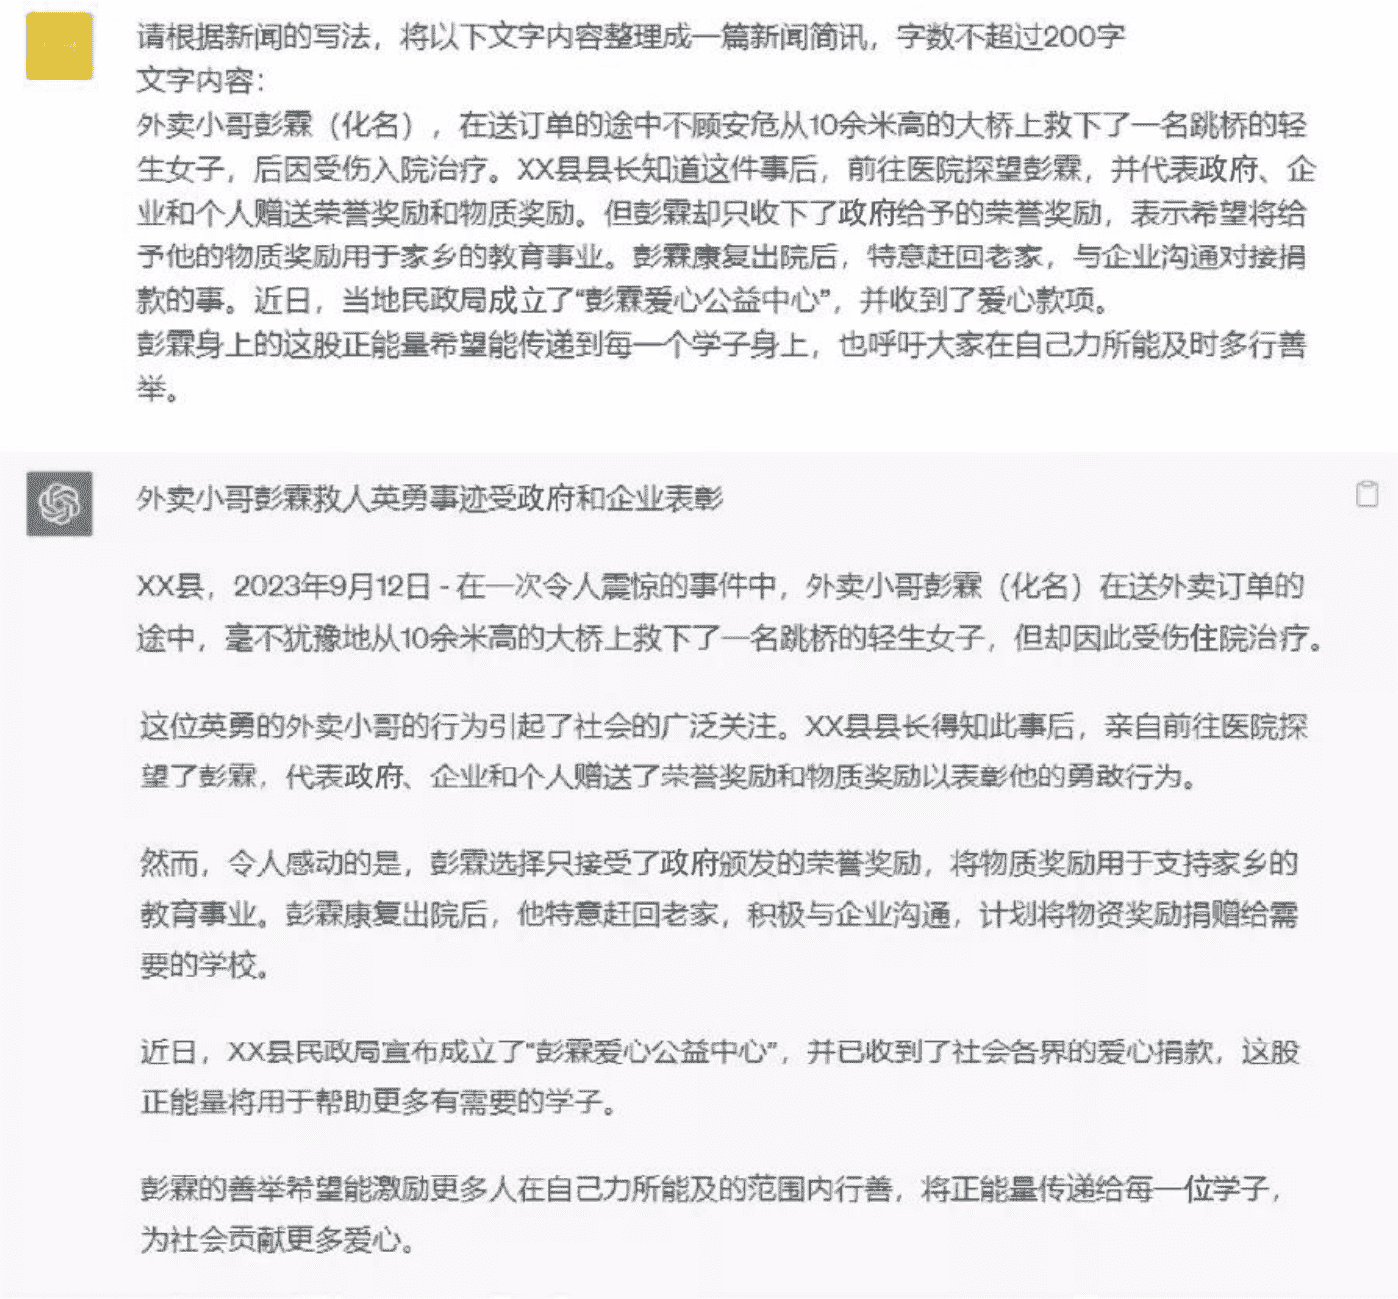 请根据新闻的写法，将以下文字内容整理成一篇新闻简讯，字数不超过200字
文字内容：
外卖小哥彭霖（化名），在送订单的途中不顾安危从10余米高的大桥上救下了一名跳桥的轻
生女子，后因受伤入院治疗。XX县县长知道这件事后，前往医院探望彭霖，并代表政府、企
业和个人赠送荣誉奖励和物质奖励。但彭霖却只收下了政府给予的荣誉奖励，表示希望将给
予他的物质奖励用于家乡的教育事业。彭霖康复出院后，特意赶回老家，与企业沟通对接捐
款的事。近日，当地民政局成立了“彭霖爱心公益中心”，并收到了爱心款项。
彭霖身上的这股正能量希望能传递到每一个学子身上，也呼吁大家在自己力所能及时多行善
举。
外卖小哥彭霖救人英勇事迹受政府和企业表彰
XX县，2023年9月12日 - 在一次令人震惊的事件中，外卖小哥彭霖（化名）在送外卖订单的
途中，毫不犹豫地从10余米高的大桥上救下了一名跳桥的轻生女子，但却因此受伤住院治疗。
这位英勇的外卖小哥的行为引起了社会的广泛关注。XX县县长得知此事后，亲自前往医院探
望了彭霖，代表政府、企业和个人赠送了荣誉奖励和物质奖励以表彰他的勇敢行为。
然而，令人感动的是，彭霖选择只接受了政府颁发的荣誉奖励，将物质奖励用于支持家乡的
教育事业。彭霖康复出院后，他特意赶回老家，积极与企业沟通，计划将物资奖励捐赠给需
要的学校。
近日，XX县民政局宣布成立了“彭霖爱心公益中心”，并已收到了社会各界的爱心捐款，这股
正能量将用于帮助更多有需要的学子。
彭霖的善举希望能激励更多人在自己力所能及的范围内行善，将正能量传递给每一位学子，
为社会贡献更多爱心。